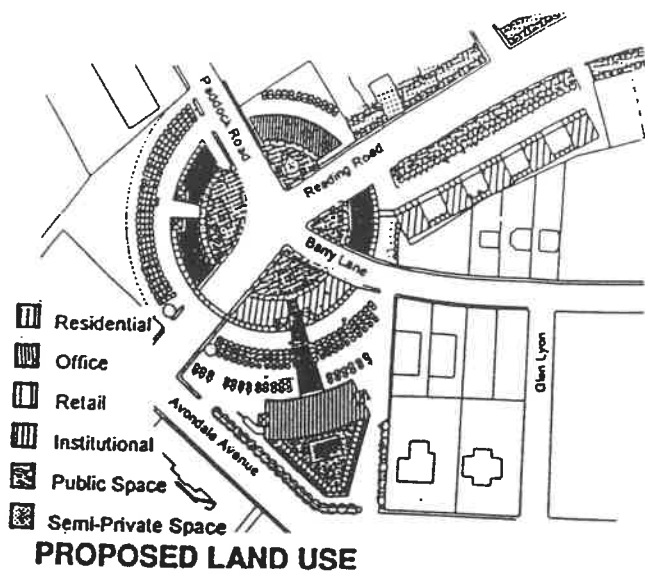 Paddock Road
Reading Road
Barry Lane
Glen Lyon
Avondale Avenue
Residential
Office
Retail
Institutional
Public Space
Semi-Private Space
PROPOSED LAND USE